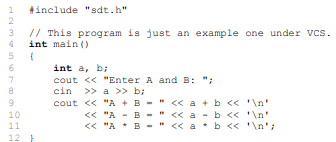 1 #include "sdt.h"
2
3 // This program is just an example one under VCS.
4 int main()
5 {
6 int a, b;
7 cout << "Enter A and B: ";
8 cin >> a >> b;
9 cout << "A + B = " << a + b << '\n'
10 << "A - B = " << a - b << '\n'
11 << "A * B = " << a * b << '\n';
12 }